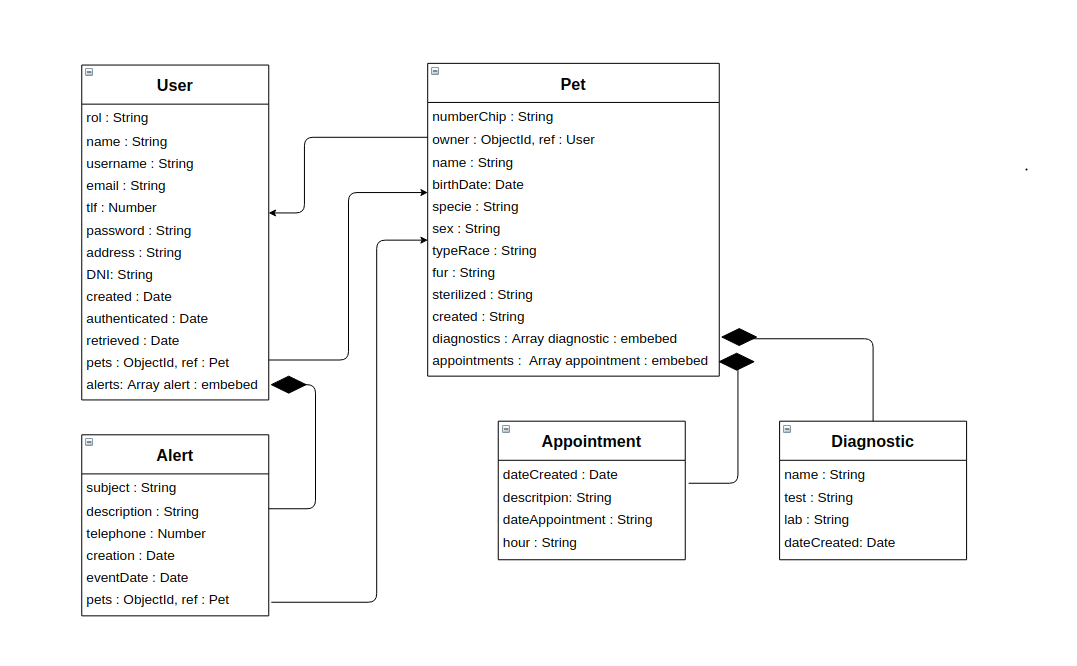 User
rol : String
name : String
username : String
email : String
tlf : Number
password : String
address : String
DNI: String
created : Date
authenticated : Date
retrieved : Date
pets : ObjectId, ref : Pet
alerts: Array alert : embebed
Pet
numberChip : String
owner : ObjectId, ref : User
name : String
birthDate: Date
specie : String
sex : String
typeRace : String
fur : String
sterilized : String
created : String
diagnostics : Array diagnostic : embebed
appointments : Array appointment : embebed
Alert
subject : String
description : String
telephone : Number
creation : Date
eventDate : Date
pets : ObjectId, ref : Pet
Appointment
dateCreated : Date
descritpion: String
dateAppointment : String
hour : String
Diagnostic
name : String
test : String
lab : String
dateCreated: Date